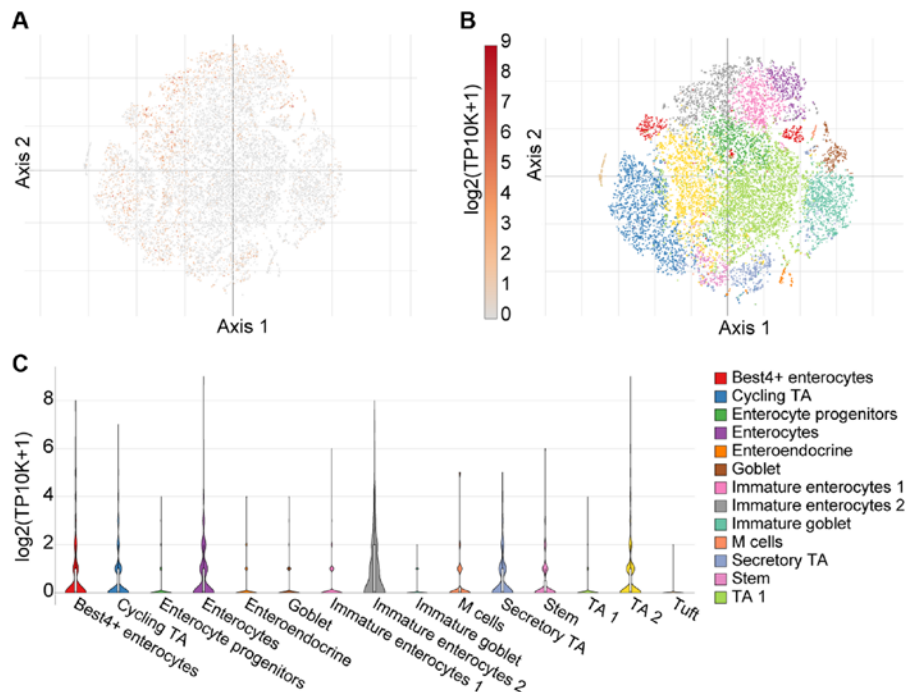 A
Axis 2
Axis 1
9
8
7
6
5
4
3
2
1
0
log2(TP10K+1)
B
Axis 2
Axis 1
C
log2(TP10K+1)
8
6
4
2
0
Best4+ enterocytes
Cycling TA
Enterocyte progenitors
Enterocytes
Enteroendocrine
Goblet
Immature enterocytes 1
Immature enterocytes 2
Immature goblet
M cells
Secretory TA
Stem
TA 1
TA 2
Tuft
Best4+ enterocytes
Cycling TA
Enterocyte progenitors
Enterocytes
Enteroendocrine
Goblet
Immature enterocytes 1
Immature enterocytes 2
Immature goblet
M cells
Secretory TA
Stem
TA 1